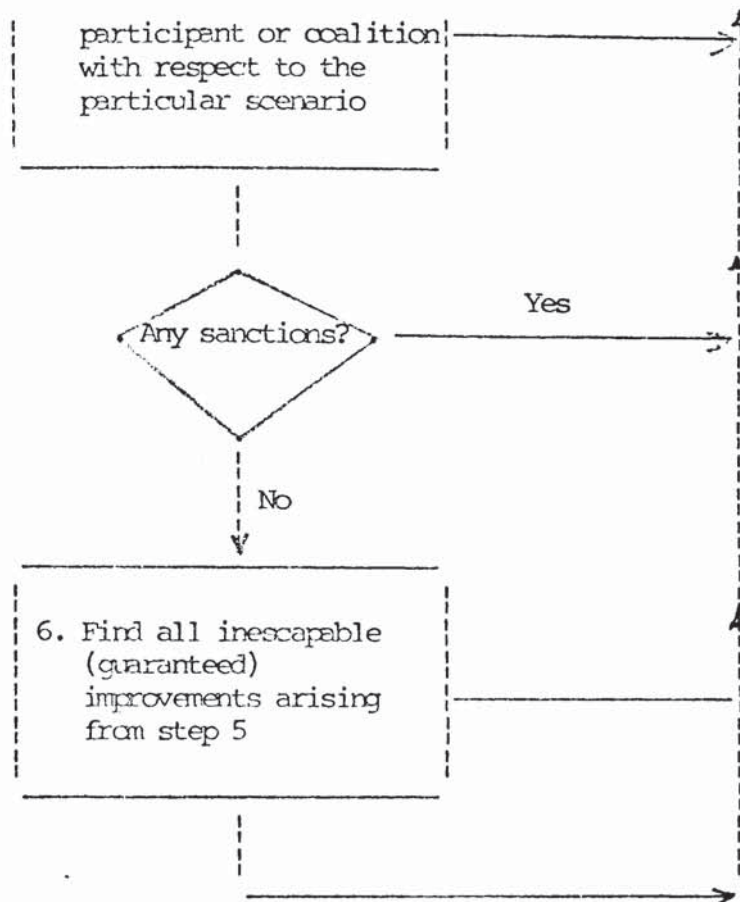 participant or coalition
with respect to the
particular scenario
Any sanctions?
Yes
No
6. Find all inescapable
(guaranteed)
improvements arising
from step 5